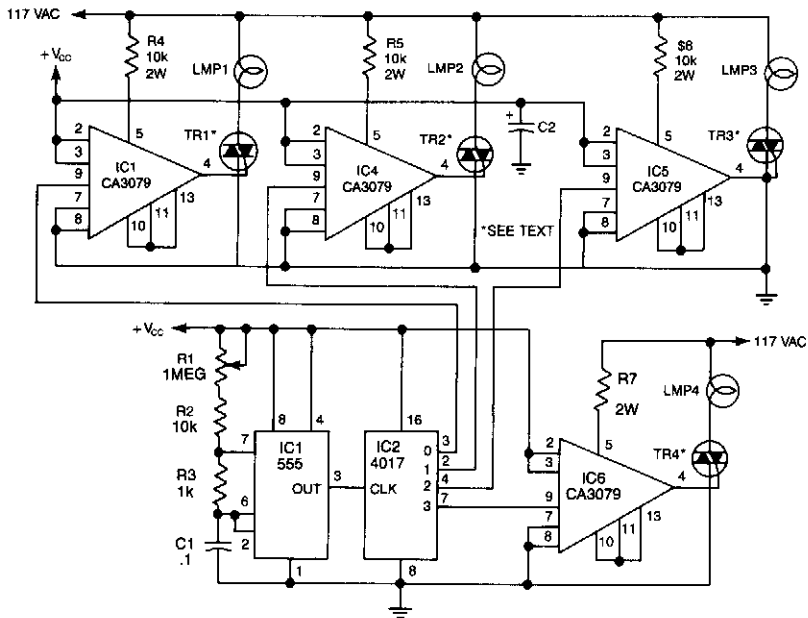 117 VAC
+ VCC
R4
10k
2W
LMP1
R5
10k
2W
LMP2
$8
10k
2W
LMP3
+
C2
TR1*
TR2*
TR3*
2
3
9
7
8
5
4
IC1
CA3079
10
11
13
2
3
9
7
8
5
4
IC4
CA3079
10
11
13
*SEE TEXT
2
3
9
7
8
5
4
IC5
CA3079
10
11
13
+ VCC
R1
1MEG
R2
10k
R3
1k
C1
.1
8
4
7
IC1
555
OUT
3
6
2
1
16
IC2
4017
CLK
0
1
2
3
3
2
4
7
8
117 VAC
R7
2W
LMP4
TR4*
2
3
9
7
8
5
4
IC6
CA3079
10
11
13